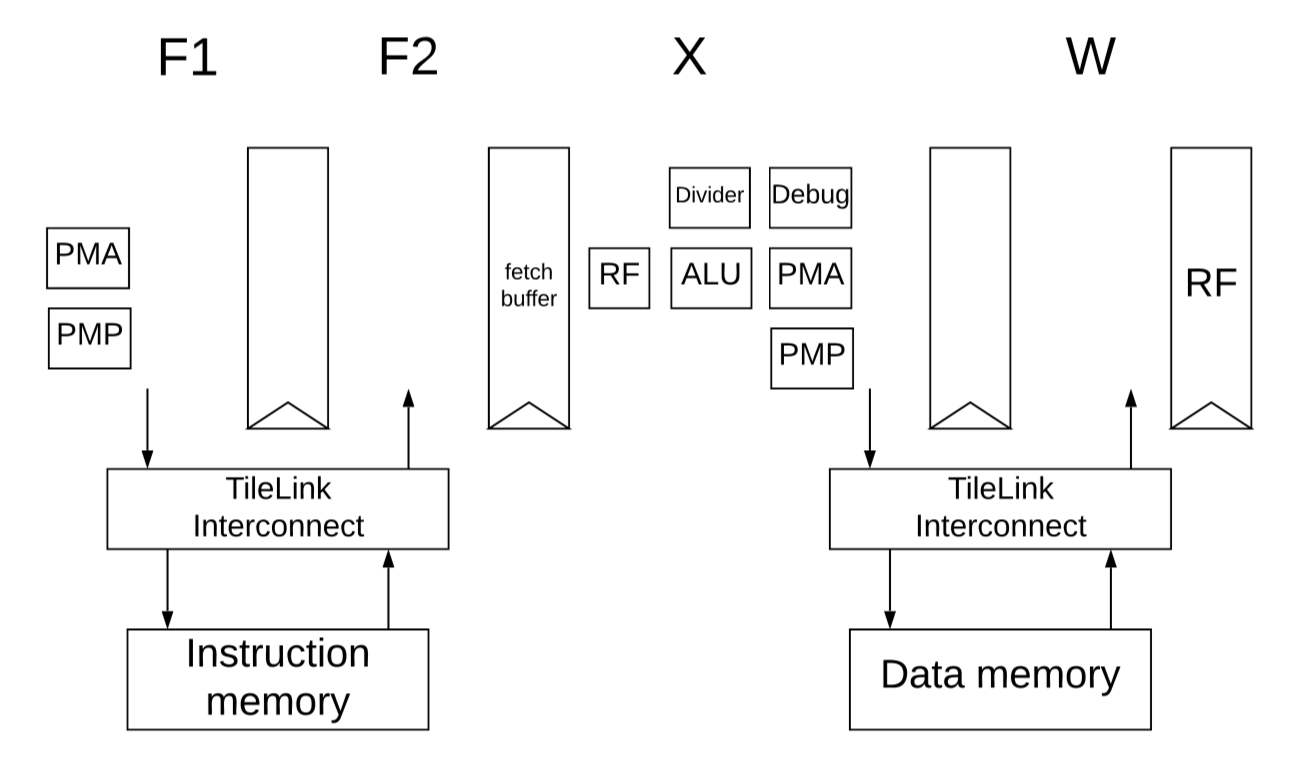 F1
F2
X
W
PMA
PMP
fetch
buffer
RF
Divider
ALU
Debug
PMA
PMP
RF
TileLink
Interconnect
Instruction
memory
TileLink
Interconnect
Data memory